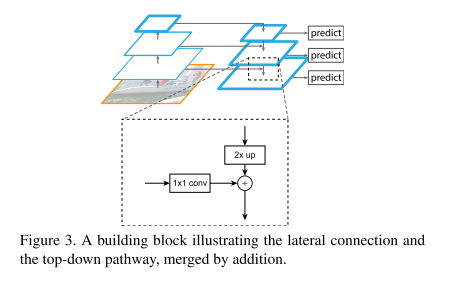 predict
predict
predict
2x up
1x1 conv
+
Figure 3. A building block illustrating the lateral connection and
the top-down pathway, merged by addition.